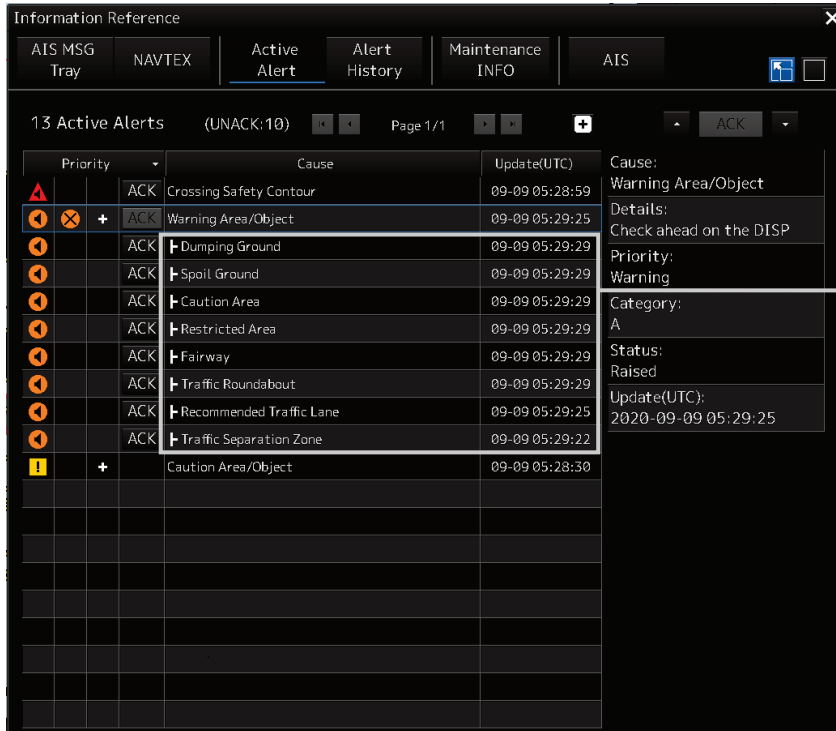 Information Reference
AIS MSG Tray NAVTEX Active Alert Alert History Maintenance INFO AIS
13 Active Alerts (UNACK:10) Page 1/1 ACK
Priority Cause Update(UTC)
ACK Crossing Safety Contour 09-09 05:28:59
ACK Warning Area/Object 09-09 05:29:25
ACK Dumping Ground 09-09 05:29:29
ACK Spoil Ground 09-09 05:29:29
ACK Caution Area 09-09 05:29:29
ACK Restricted Area 09-09 05:29:29
ACK Fairway 09-09 05:29:29
ACK Traffic Roundabout 09-09 05:29:29
ACK Recommended Traffic Lane 09-09 05:29:25
ACK Traffic Separation Zone 09-09 05:29:22
Caution Area/Object 09-09 05:28:30
Cause:
Warning Area/Object
Details:
Check ahead on the DISP
Priority:
Warning
Category:
A
Status:
Raised
Update(UTC):
2020-09-09 05:29:25